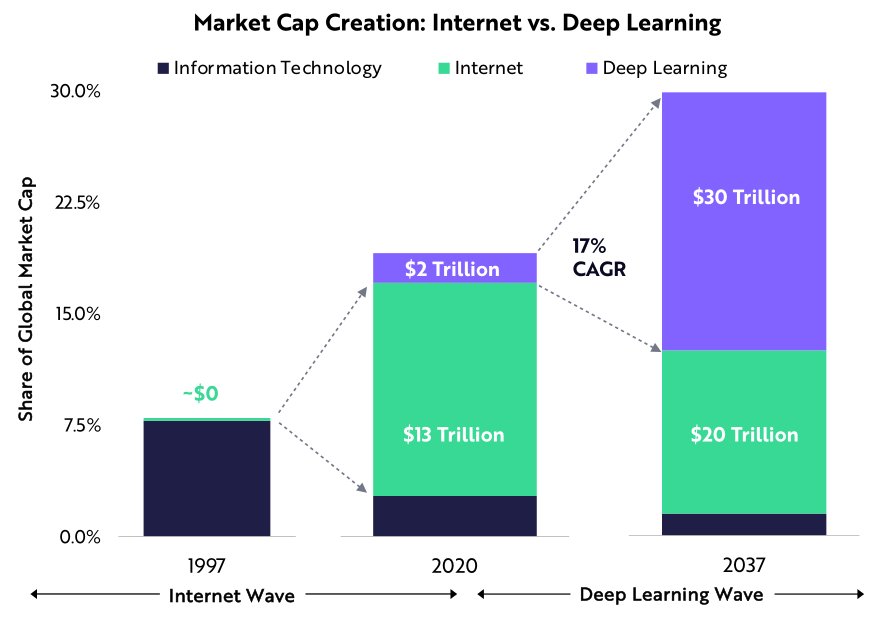 Market Cap Creation: Internet vs. Deep Learning
Information Technology
Internet
Deep Learning
Share of Global Market Cap
30.0%
22.5%
15.0%
7.5%
0.0%
~$0
$2 Trillion
$13 Trillion
17%
CAGR
$30 Trillion
$20 Trillion
1997
2020
2037
Internet Wave
Deep Learning Wave